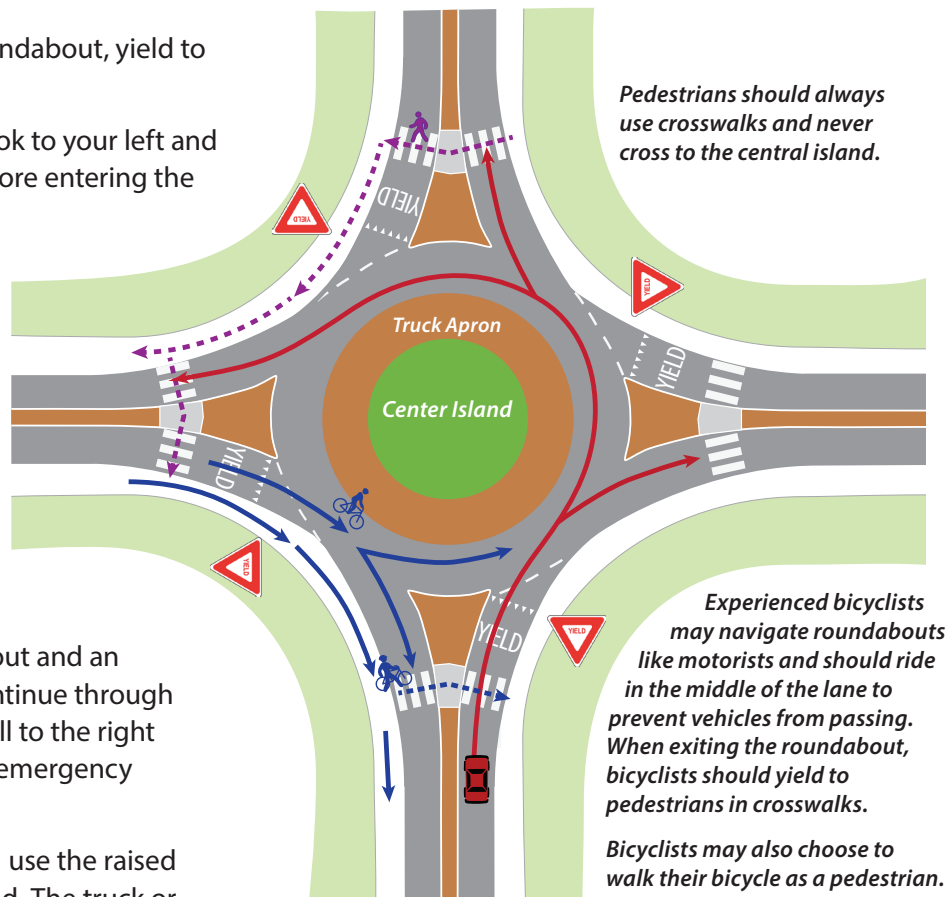 ndabout, yield to
ok to your left and
ore entering the
Pedestrians should always
use crosswalks and never
cross to the central island.
YIELD
YIELD
YIELD
YIELD
Truck Apron
Center Island
YIELD
YIELD
YIELD
YIELD
out and an
ntinue through
ll to the right
emergency
use the raised
d. The truck or
Experienced bicyclists
may navigate roundabouts
like motorists and should ride
in the middle of the lane to
prevent vehicles from passing.
When exiting the roundabout,
bicyclists should yield to
pedestrians in crosswalks.
Bicyclists may also choose to
walk their bicycle as a pedestrian.